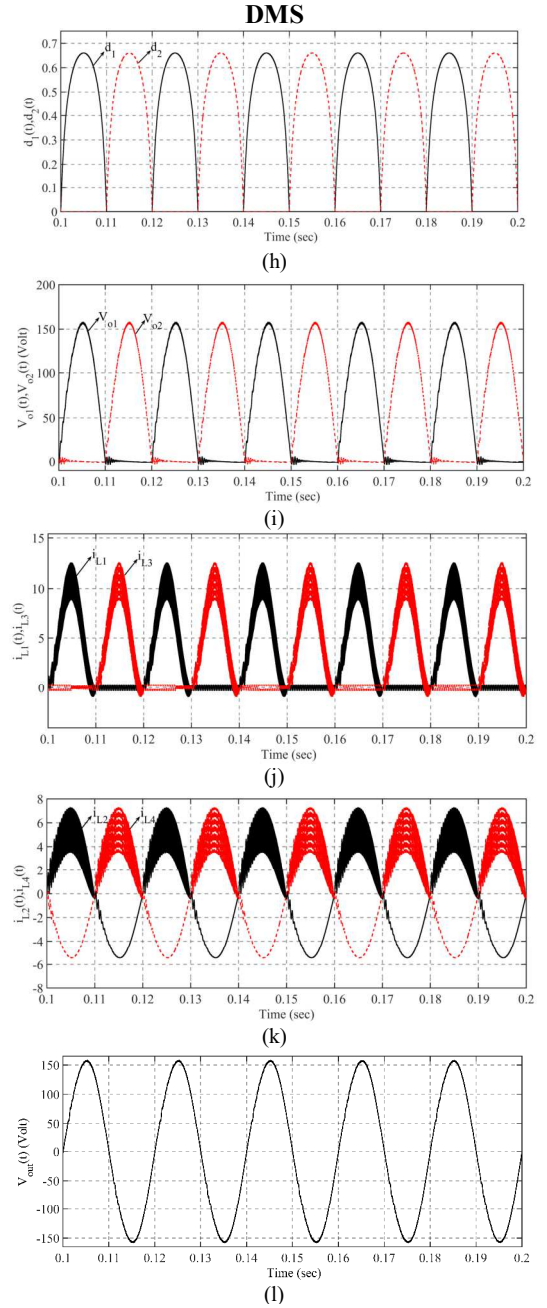 DMS
d1 d2
0.7
0.6
0.5
0.4
0.3
0.2
0.1
0
d1(t),d2(t)
0.1 0.11 0.12 0.13 0.14 0.15 0.16 0.17 0.18 0.19 0.2
Time (sec)
(h)
200
150
100
50
0
Vo1 Vo2
Vo1(t),Vo2(t) (Volt)
0.1 0.11 0.12 0.13 0.14 0.15 0.16 0.17 0.18 0.19 0.2
Time (sec)
(i)
15
10
5
0
iL1 iL3
iL1(t),iL3(t)
0.1 0.11 0.12 0.13 0.14 0.15 0.16 0.17 0.18 0.19 0.2
Time (sec)
(j)
8
6
4
2
0
-2
-4
-6
-8
iL2 iL4
iL2(t),iL4(t)
0.1 0.11 0.12 0.13 0.14 0.15 0.16 0.17 0.18 0.19 0.2
Time (sec)
(k)
150
100
50
0
-50
-100
-150
Vout(t) (Volt)
0.1 0.11 0.12 0.13 0.14 0.15 0.16 0.17 0.18 0.19 0.2
Time (sec)
(l)